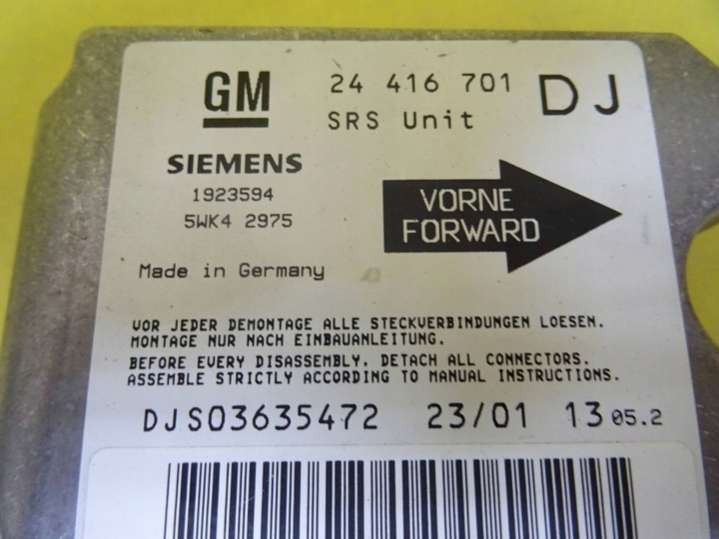 GM
24 416 701 DJ
SRS Unit
SIEMENS
1923594
5WK4 2975
VORNE
FORWARD
Made in Germany
VOR JEDER DEMONTAGE ALLE STECKVERBINDUNGEN LOESEN.
MONTAGE NUR NACH EINBAUANLEITUNG.
BEFORE EVERY DISASSEMBLY. DETACH ALL CONNECTORS.
ASSEMBLE STRICTLY ACCORDING TO MANUAL INSTRUCTIONS.
DJS03635472 23/01 13 05.2